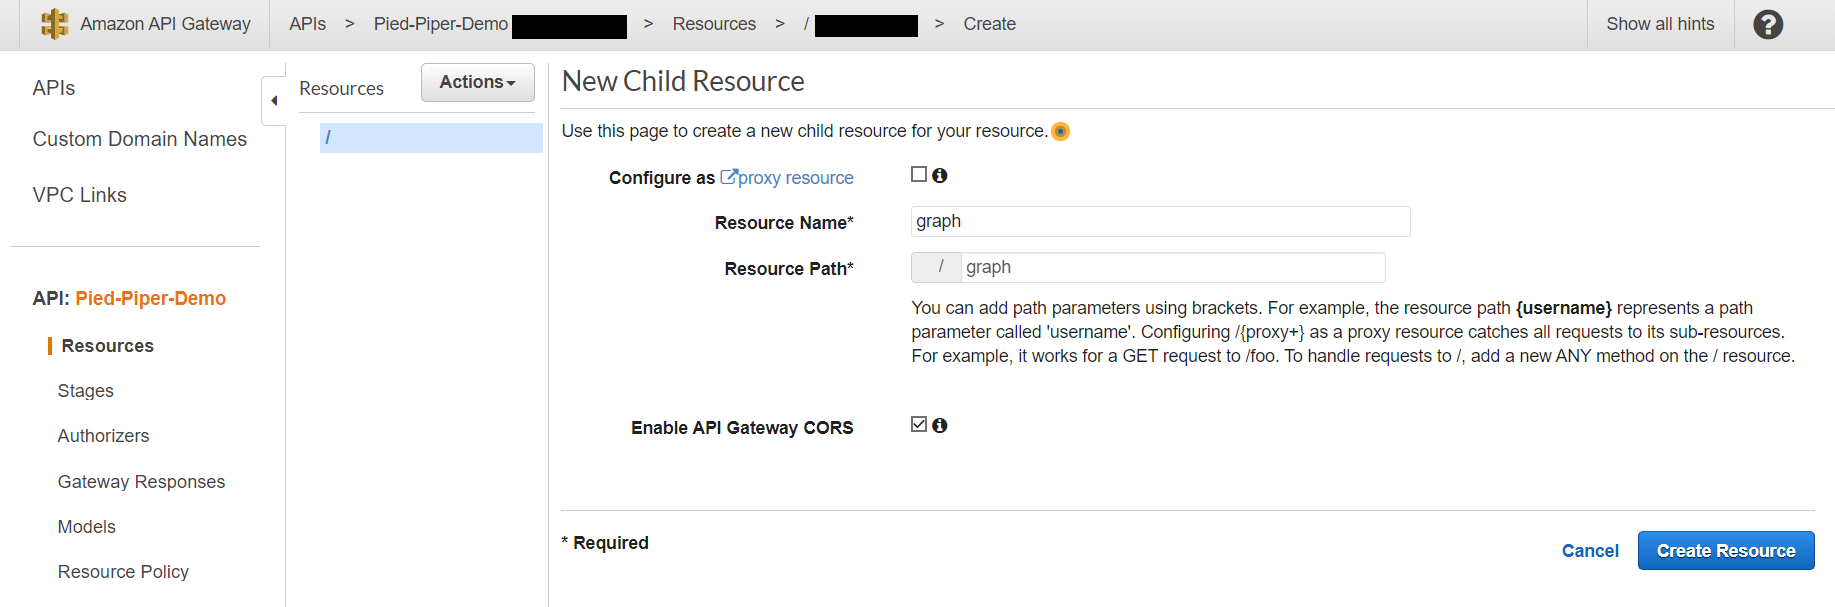 Amazon API Gateway APIs > Pied-Piper-Demo > Resources > / > Create Show all hints ?
APIs
Custom Domain Names
VPC Links
API: Pied-Piper-Demo
Resources
Stages
Authorizers
Gateway Responses
Models
Resource Policy
Resources Actions
/
New Child Resource
Use this page to create a new child resource for your resource.
Configure as proxy resource
Resource Name* graph
Resource Path* / graph
You can add path parameters using brackets. For example, the resource path {username} represents a path
parameter called 'username'. Configuring /{proxy+} as a proxy resource catches all requests to its sub-resources.
For example, it works for a GET request to /foo. To handle requests to /, add a new ANY method on the / resource.
Enable API Gateway CORS
* Required
Cancel Create Resource